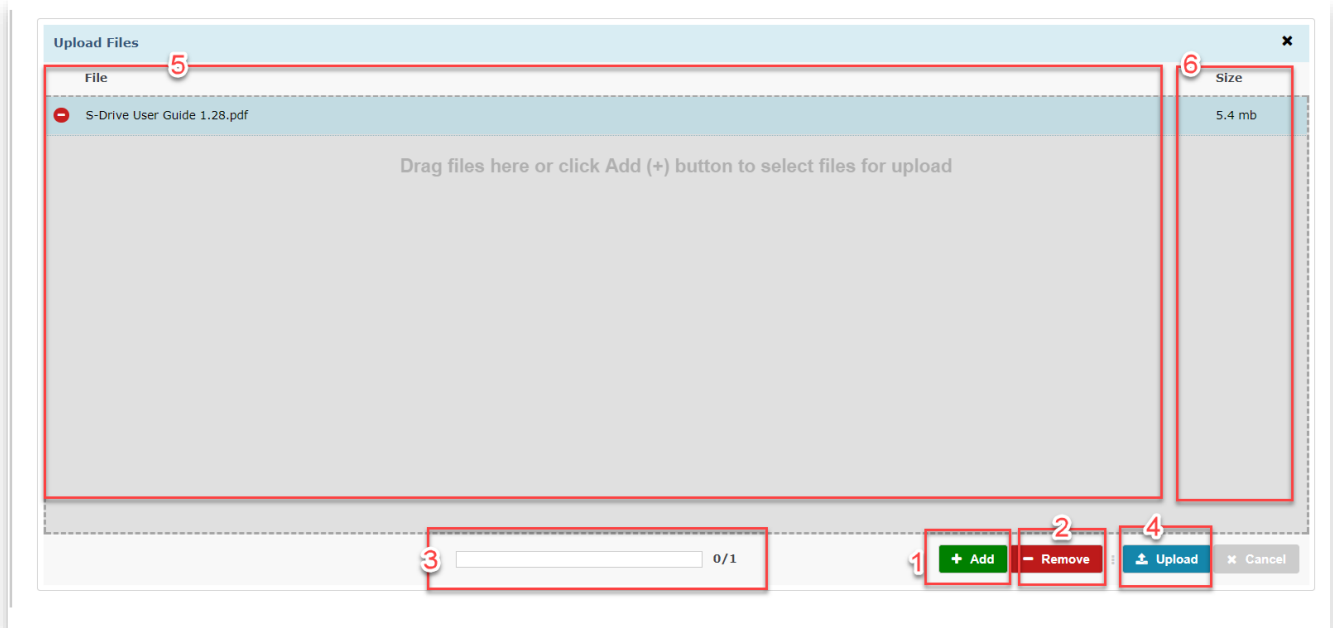 Upload Files
5
6
File
Size
S-Drive User Guide 1.28.pdf
5.4 mb
Drag files here or click Add (+) button to select files for upload
2
4
3
0/1
1
+ Add
− Remove
Upload
× Cancel